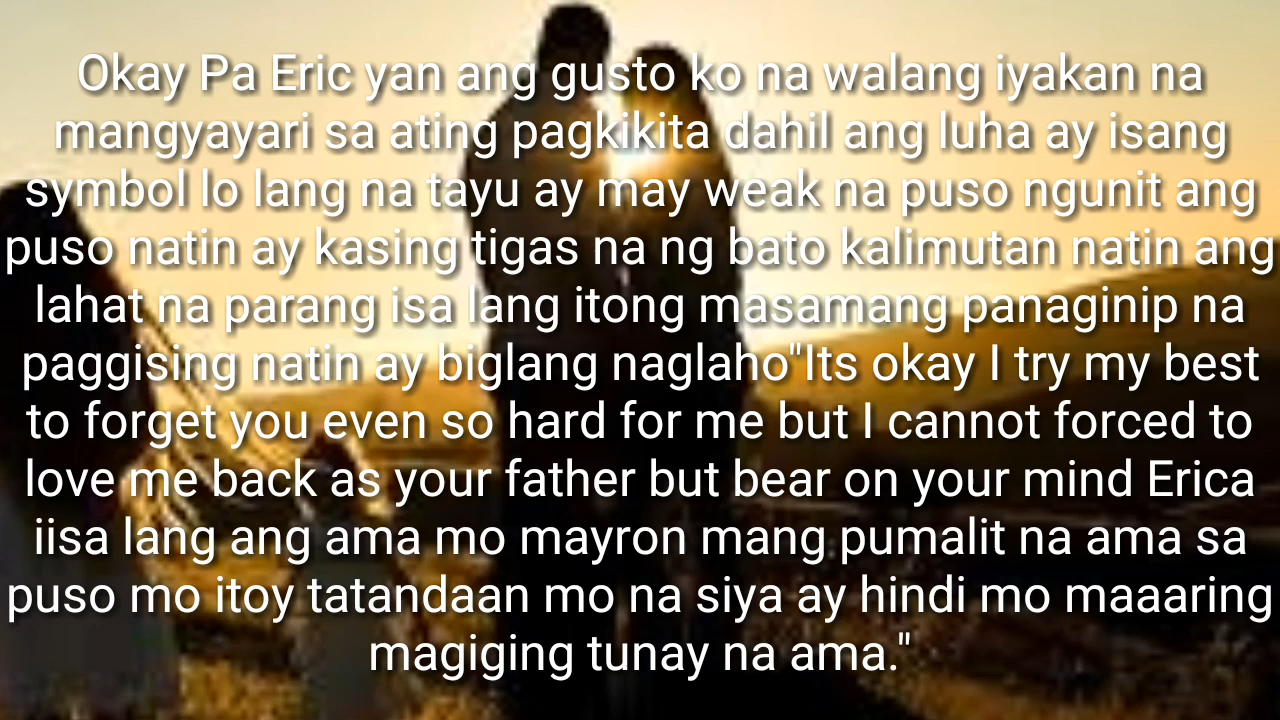 Okay Pa Eric yan ang gusto ko na walang iyakan na
mangyayari sa ating pagkikita dahil ang luha ay isang
symbol lo lang na tayu ay may weak na puso ngunit ang
puso natin ay kasing tigas na ng bato kalimutan natin ang
lahat na parang isa lang itong masamang panaginip na
paggising natin ay biglang naglaho"Its okay I try my best
to forget you even so hard for me but I cannot forced to
love me back as your father but bear on your mind Erica
iisa lang ang ama mo mayron mang pumalit na ama sa
puso mo itoy tatandaan mo na siya ay hindi mo maaaring
magiging tunay na ama."